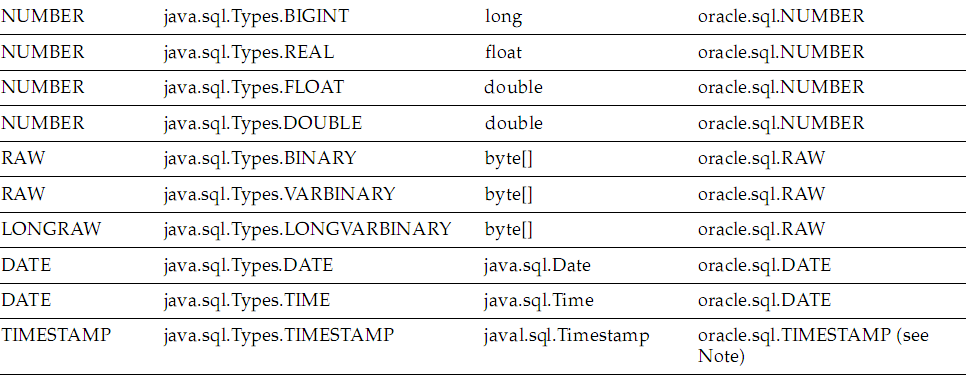 NUMBER java.sql.Types.BIGINT long oracle.sql.NUMBER
NUMBER java.sql.Types.REAL float oracle.sql.NUMBER
NUMBER java.sql.Types.FLOAT double oracle.sql.NUMBER
NUMBER java.sql.Types.DOUBLE double oracle.sql.NUMBER
RAW java.sql.Types.BINARY byte[] oracle.sql.RAW
RAW java.sql.Types.VARBINARY byte[] oracle.sql.RAW
LONGRAW java.sql.Types.LONGVARBINARY byte[] oracle.sql.RAW
DATE java.sql.Types.DATE java.sql.Date oracle.sql.DATE
DATE java.sql.Types.TIME java.sql.Time oracle.sql.DATE
TIMESTAMP java.sql.Types.TIMESTAMP javal.sql.Timestamp oracle.sql.TIMESTAMP (see
Note)